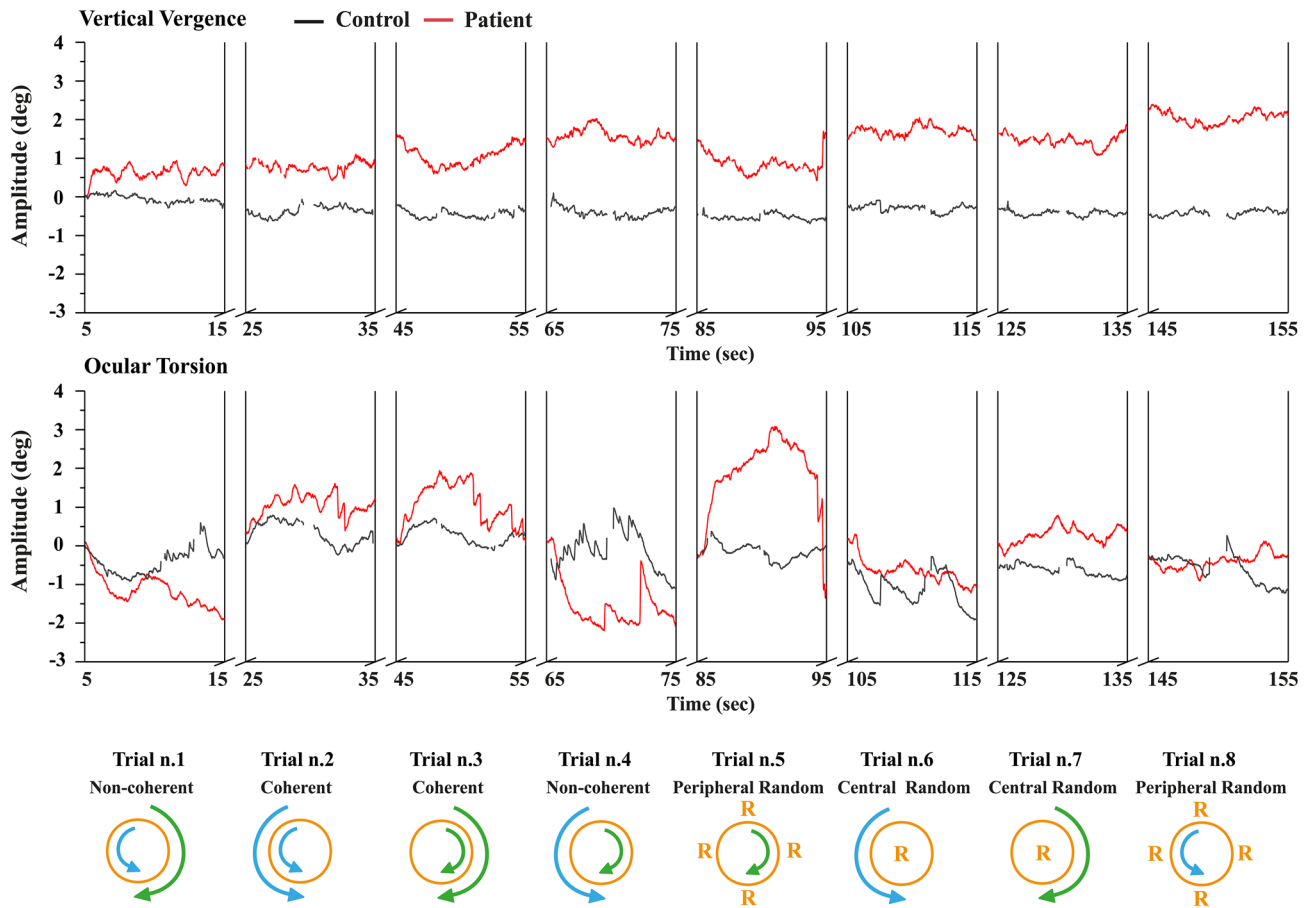 Vertical Vergence Control Patient
Amplitude (deg)
4
3
2
1
0
-1
-2
-3
5 15 25 35 45 55 65 75 85 95 105 115 125 135 145 155
Time (sec)
Ocular Torsion
Amplitude (deg)
4
3
2
1
0
-1
-2
-3
5 15 25 35 45 55 65 75 85 95 105 115 125 135 145 155
Time (sec)
Trial n.1 Trial n.2 Trial n.3 Trial n.4 Trial n.5 Trial n.6 Trial n.7 Trial n.8
Non-coherent Coherent Coherent Non-coherent Peripheral Random Central Random Central Random Peripheral Random
R R
R R R R R R
R R